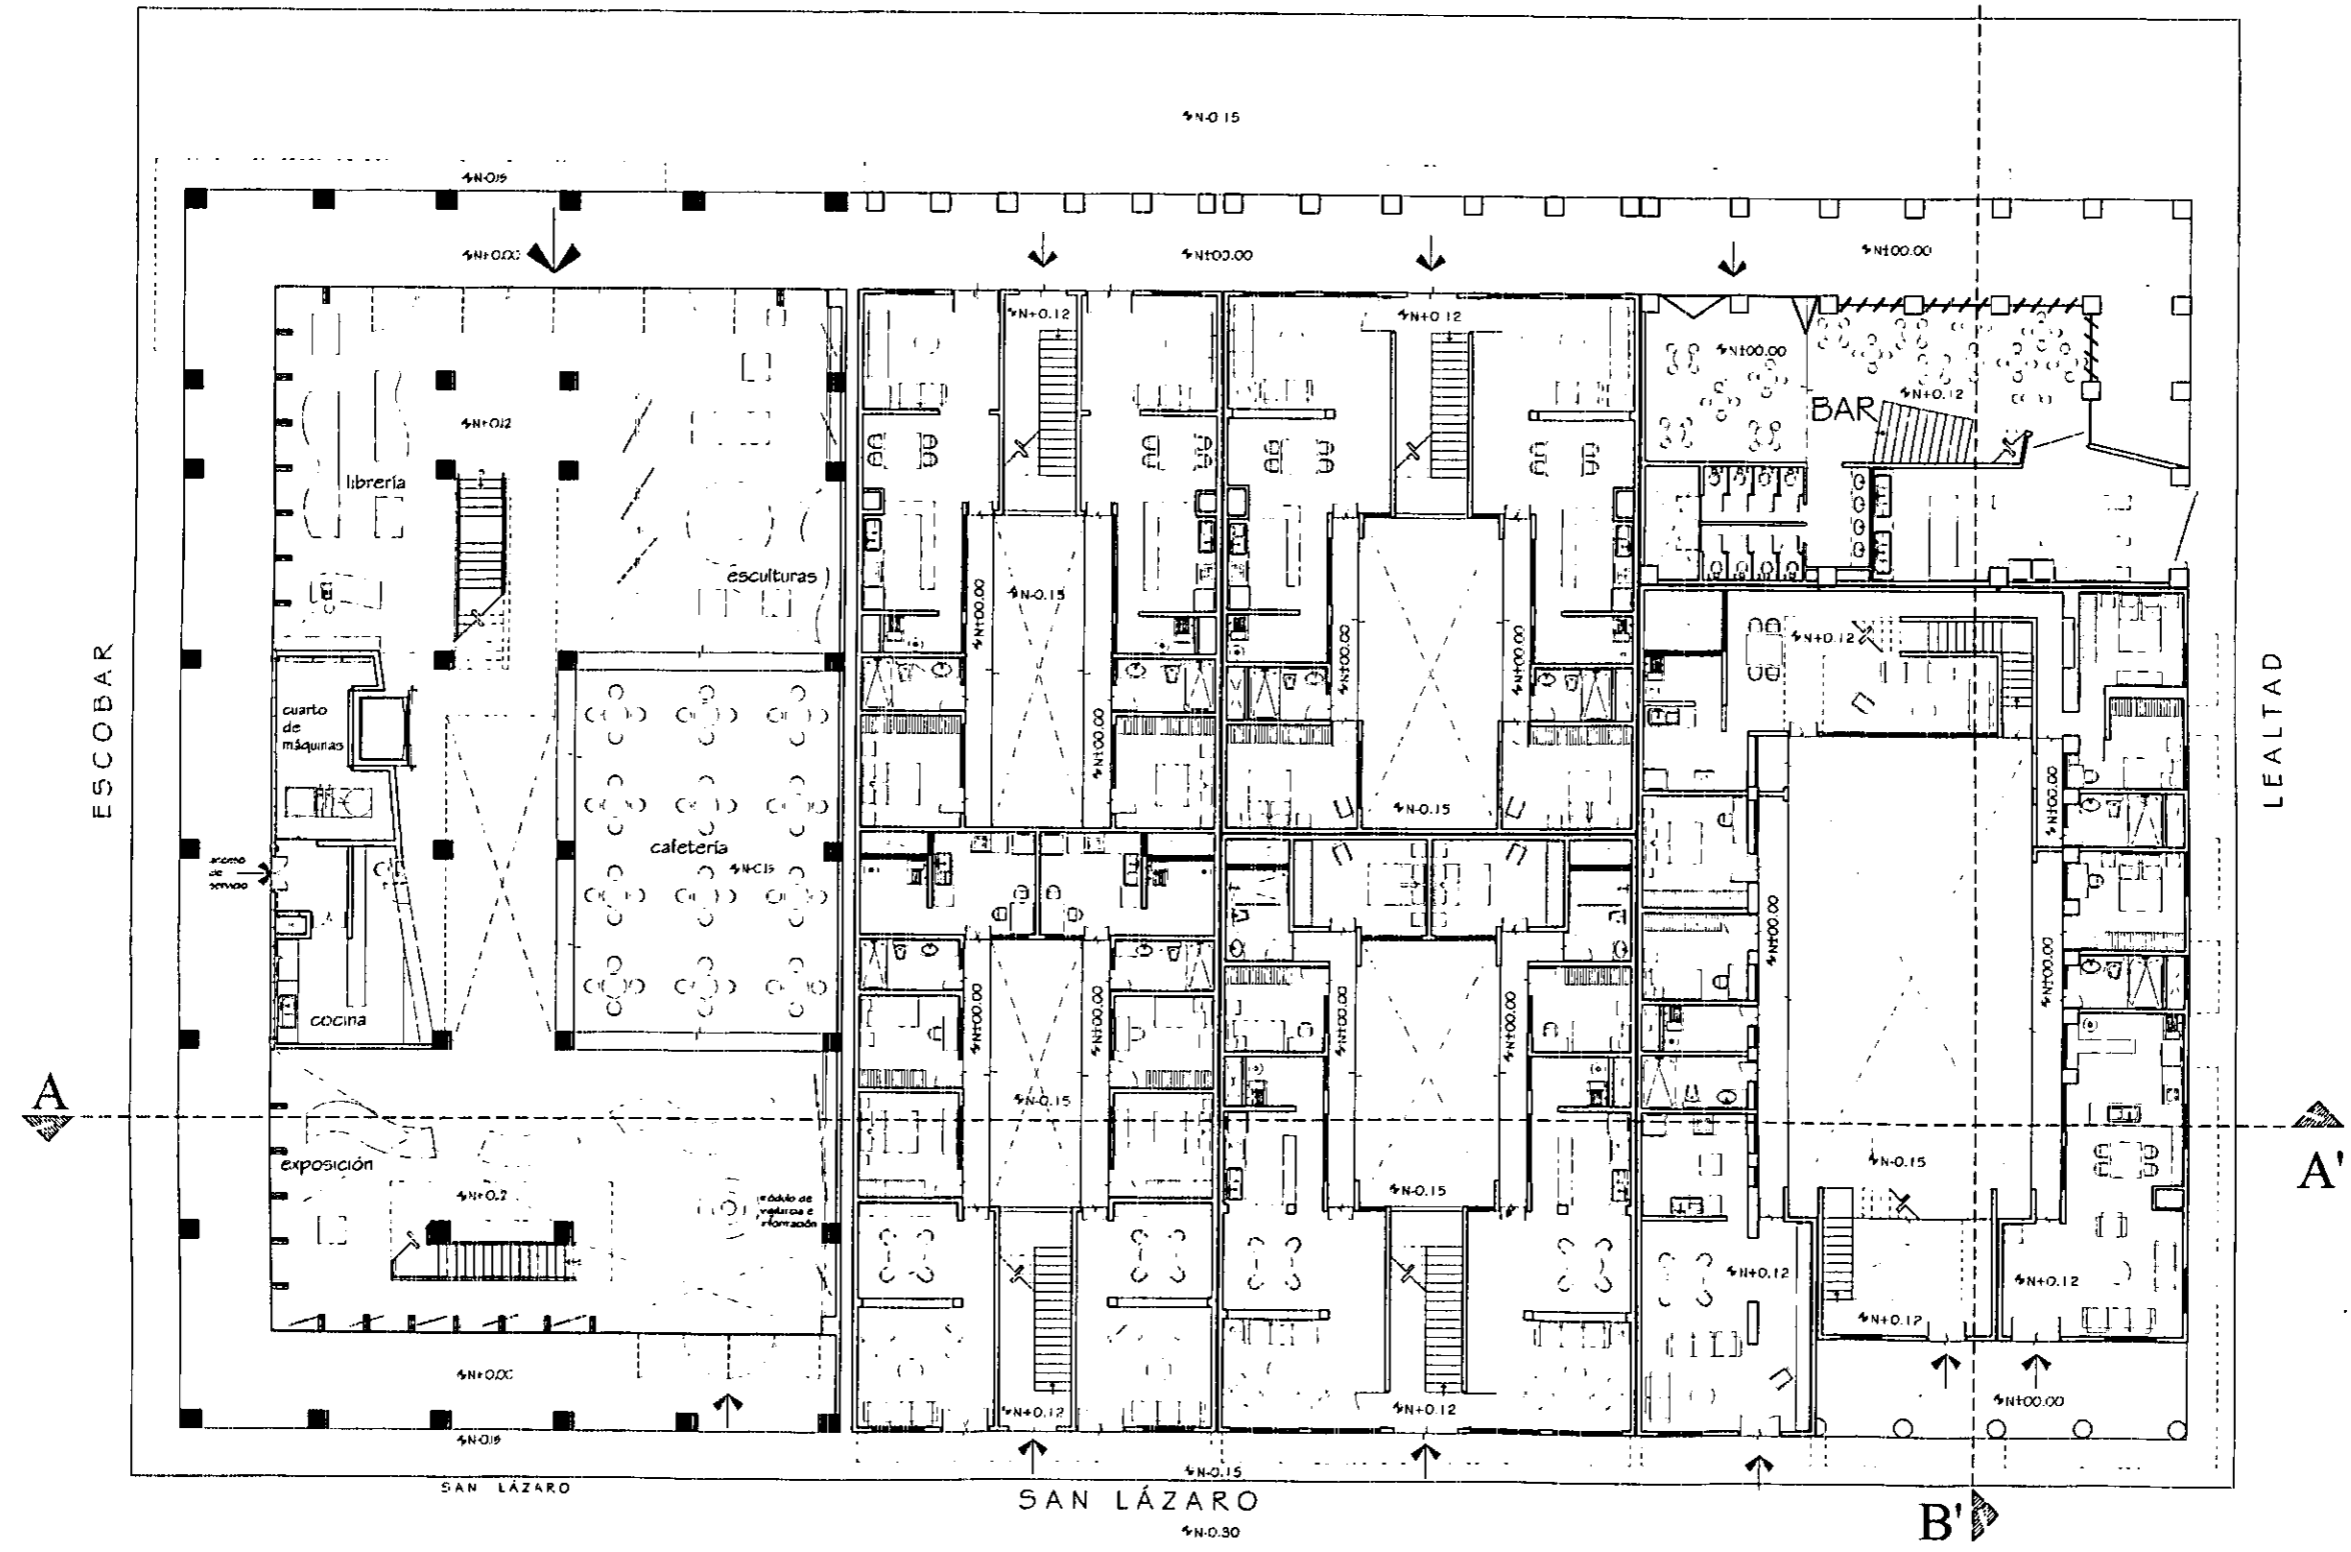 N-0.15
N-0.15
N+0.00
N±00.00
N±00.00
N+0.12
N+0.12
N±00.00
N+0.12
BAR
N+0.12
librería
esculturas
N±00.00
N-0.15
N±00.00
N±00.00
N+0.12
ESCOBAR
LEALTAD
cuarto
de
máquinas
N±00.00
N-0.15
N±00.00
cafetería
N-0.15
de
servicio
N±00.00
N±00.00
cocina
N±00.00
N±00.00
N±00.00
N±00.00
A
N-0.15
exposición
N+0.12
módulo de
información
N-0.15
N-0.15
A'
N+0.12
N+0.12
N+0.12
N+0.00
N+0.12
N+0.12
N±00.00
N-0.15
SAN LÁZARO
N-0.15
SAN LÁZARO
N-0.30
B'